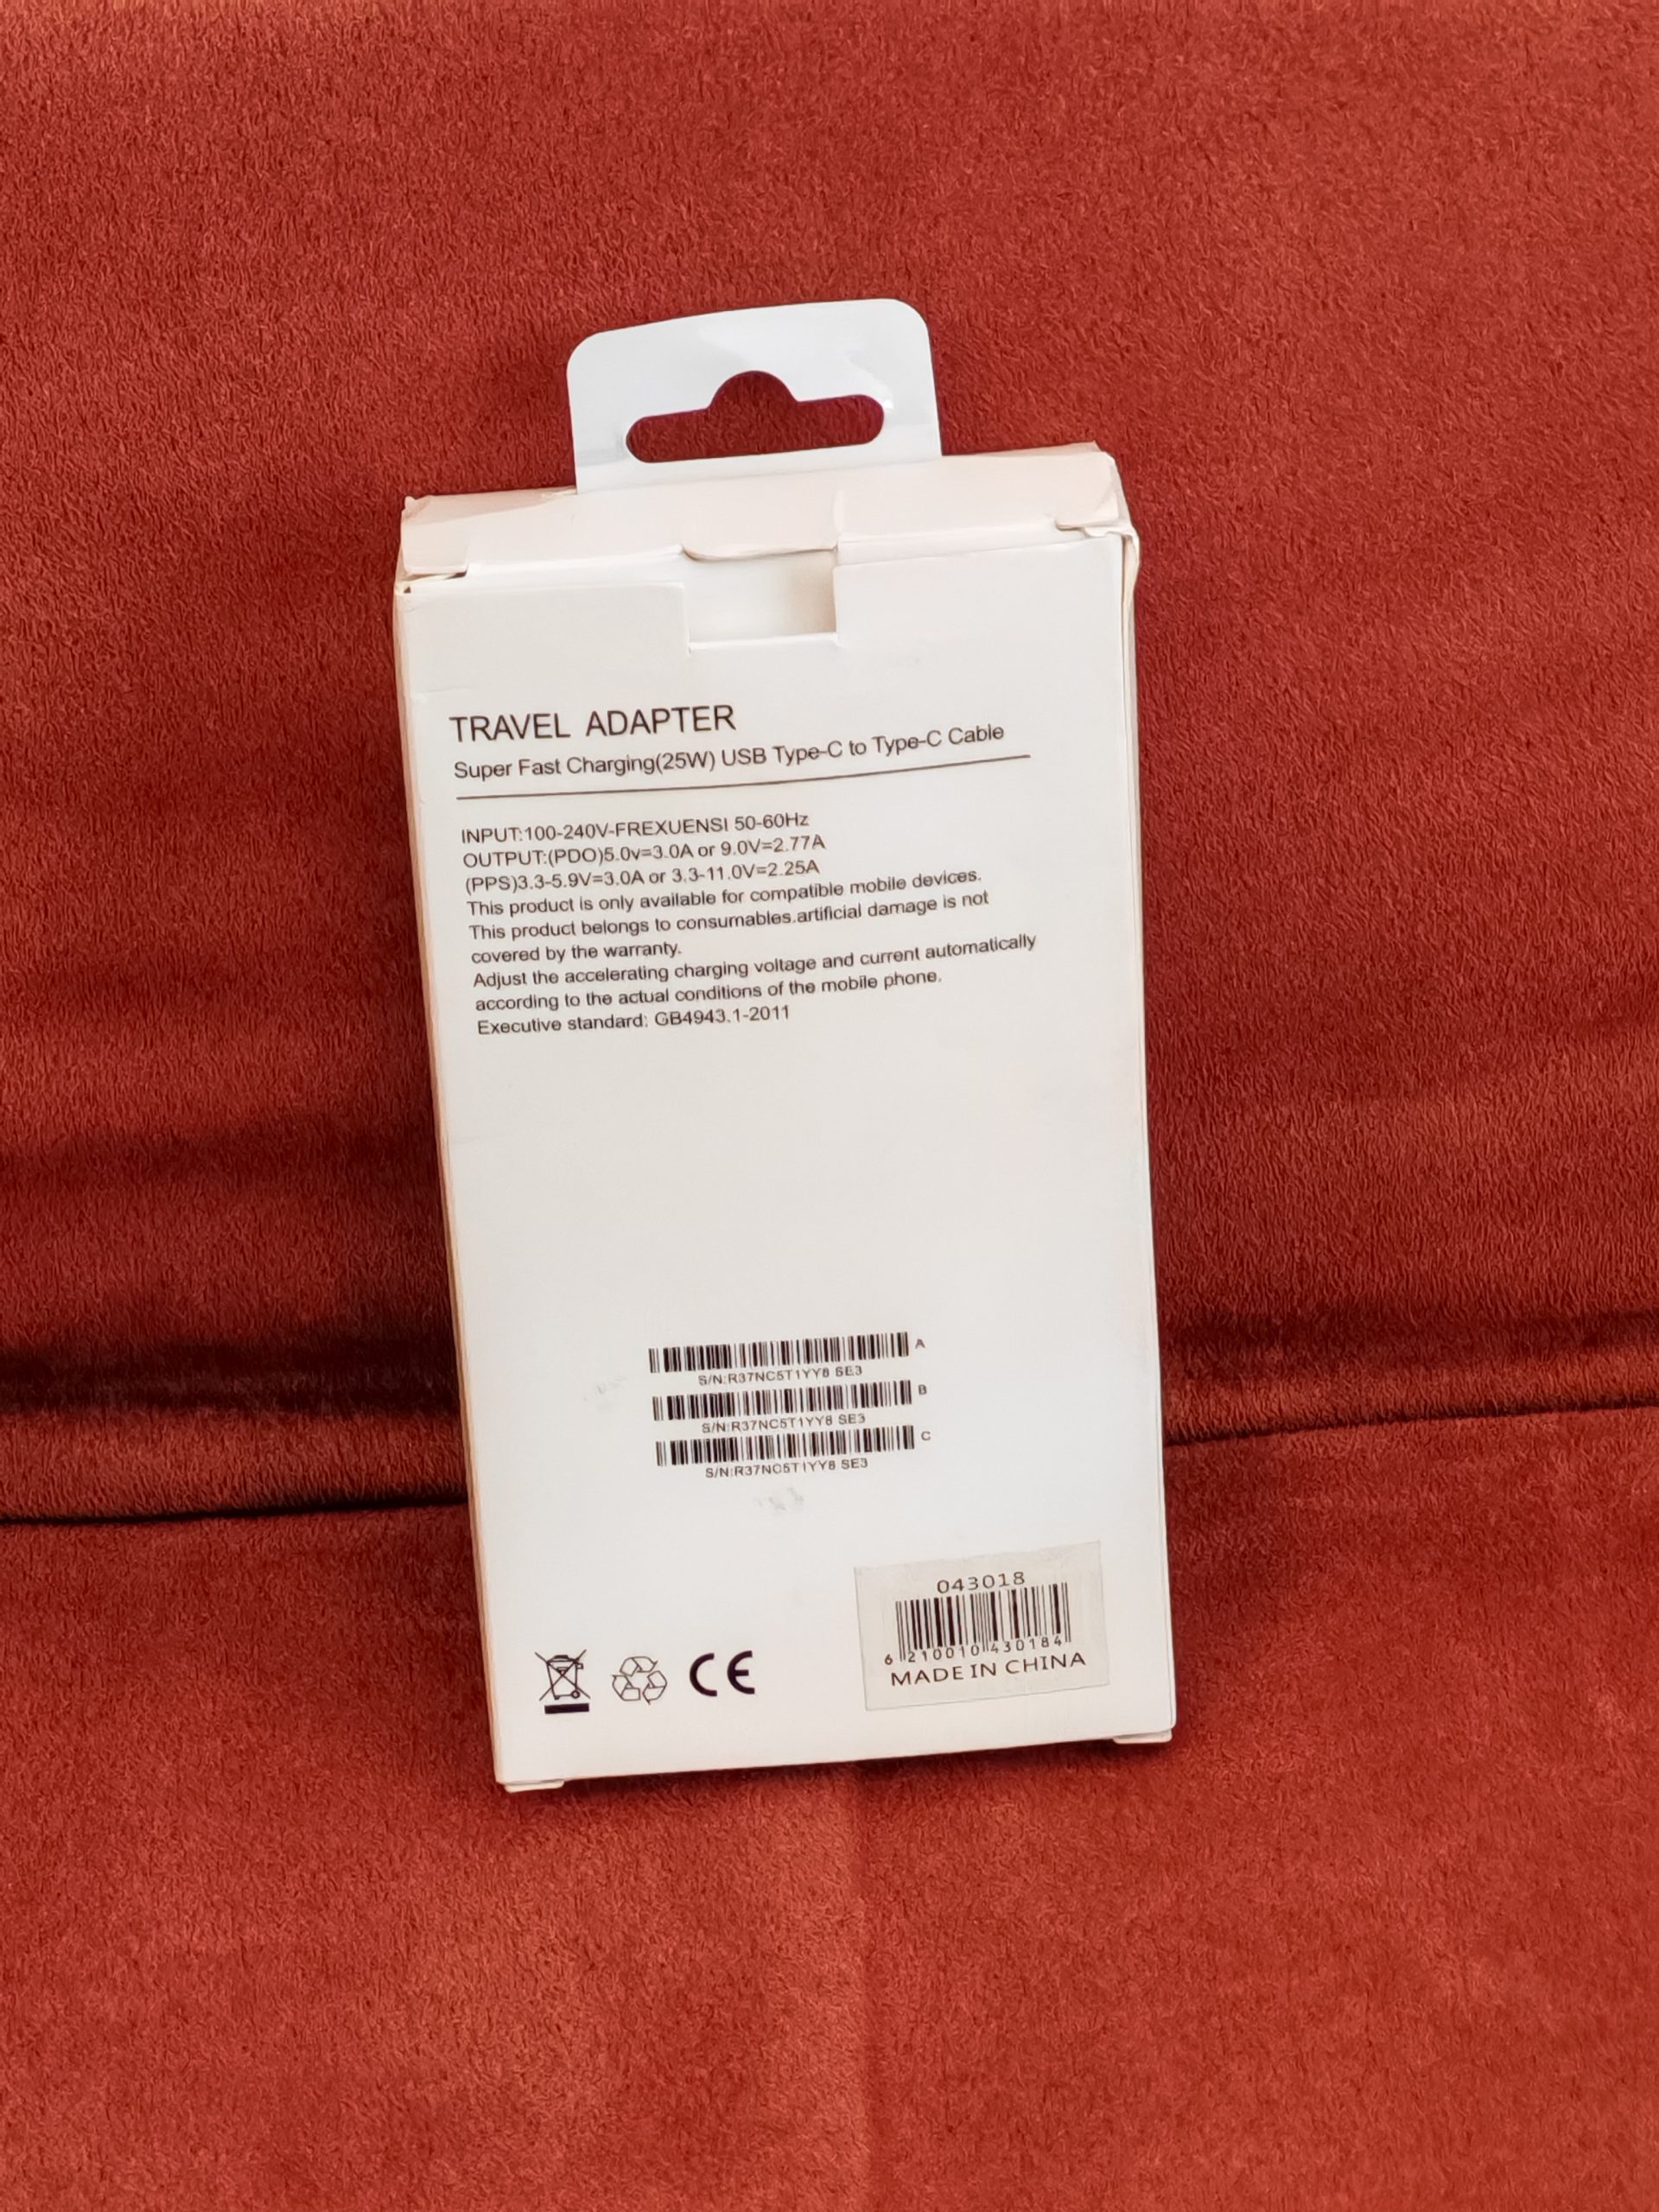 TRAVEL ADAPTER
Super Fast Charging(25W) USB Type-C to Type-C Cable
INPUT:100-240V-FREXUENSI 50-60Hz
OUTPUT:(PDO)5.0v=3.0A or 9.0V=2.77A
(PPS)3.3-5.9V=3.0A or 3.3-11.0V=2.25A
This product is only available for compatible mobile devices.
This product belongs to consumables.artificial damage is not
covered by the warranty.
Adjust the accelerating charging voltage and current automatically
according to the actual conditions of the mobile phone.
Executive standard: GB4943.1-2011
A
S/N:R37NC5T1YY8 SE3
B
S/N:R37NC5T1YY8 SE3
C
S/N:R37NC5T1YY8 SE3
043018
6 210010 430184
MADE IN CHINA
CE